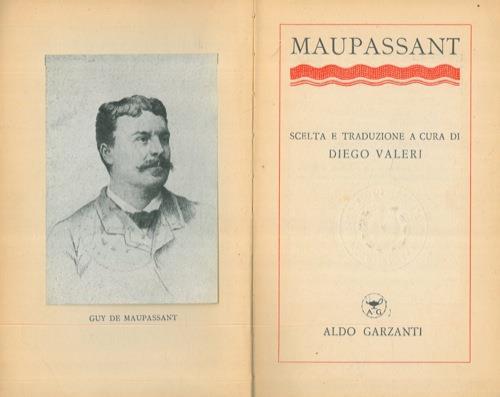 GUY DE MAUPASSANT
MAUPASSANT
SCELTA E TRADUZIONE A CURA DI
DIEGO VALERI
A G
ALDO GARZANTI